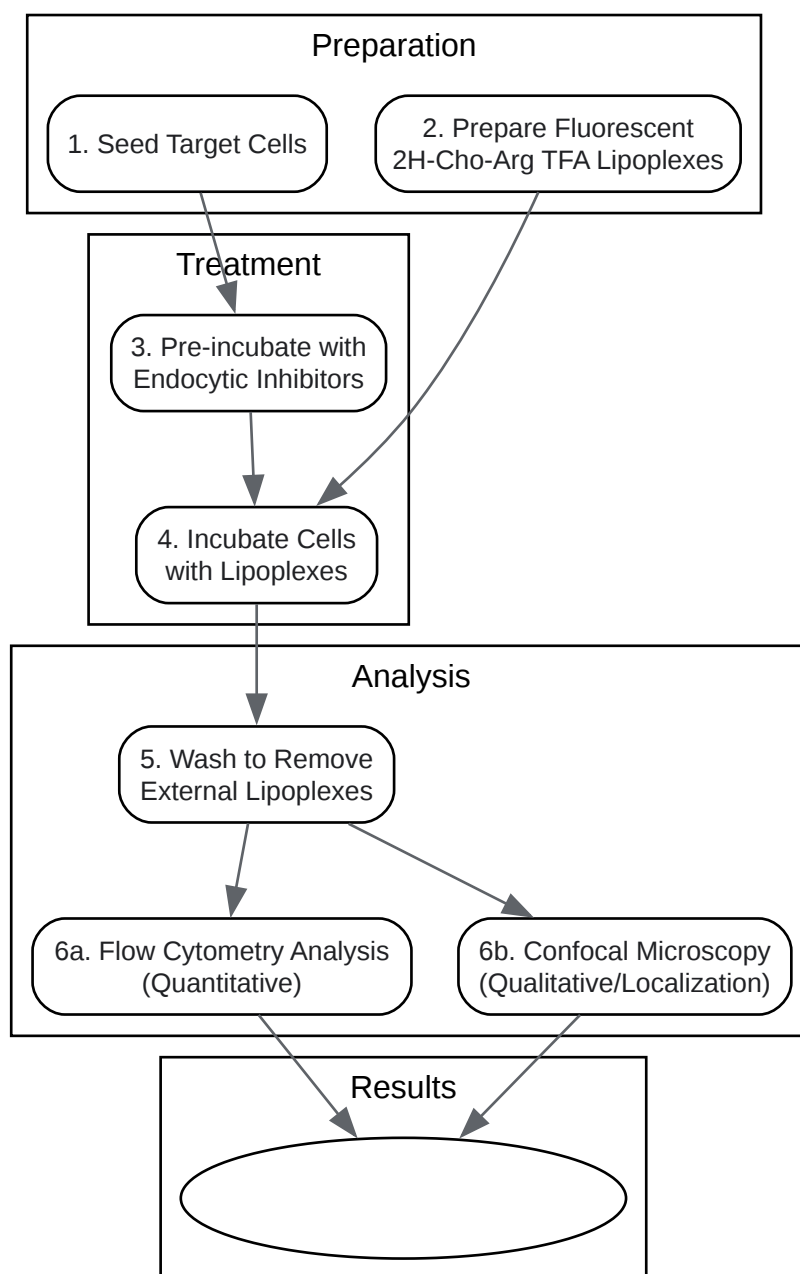 Preparation
1. Seed Target Cells
2. Prepare Fluorescent
2H-Cho-Arg TFA Lipoplexes
Treatment
3. Pre-incubate with
Endocytic Inhibitors
4. Incubate Cells
with Lipoplexes
Analysis
5. Wash to Remove
External Lipoplexes
6a. Flow Cytometry Analysis
(Quantitative)
6b. Confocal Microscopy
(Qualitative/Localization)
Results